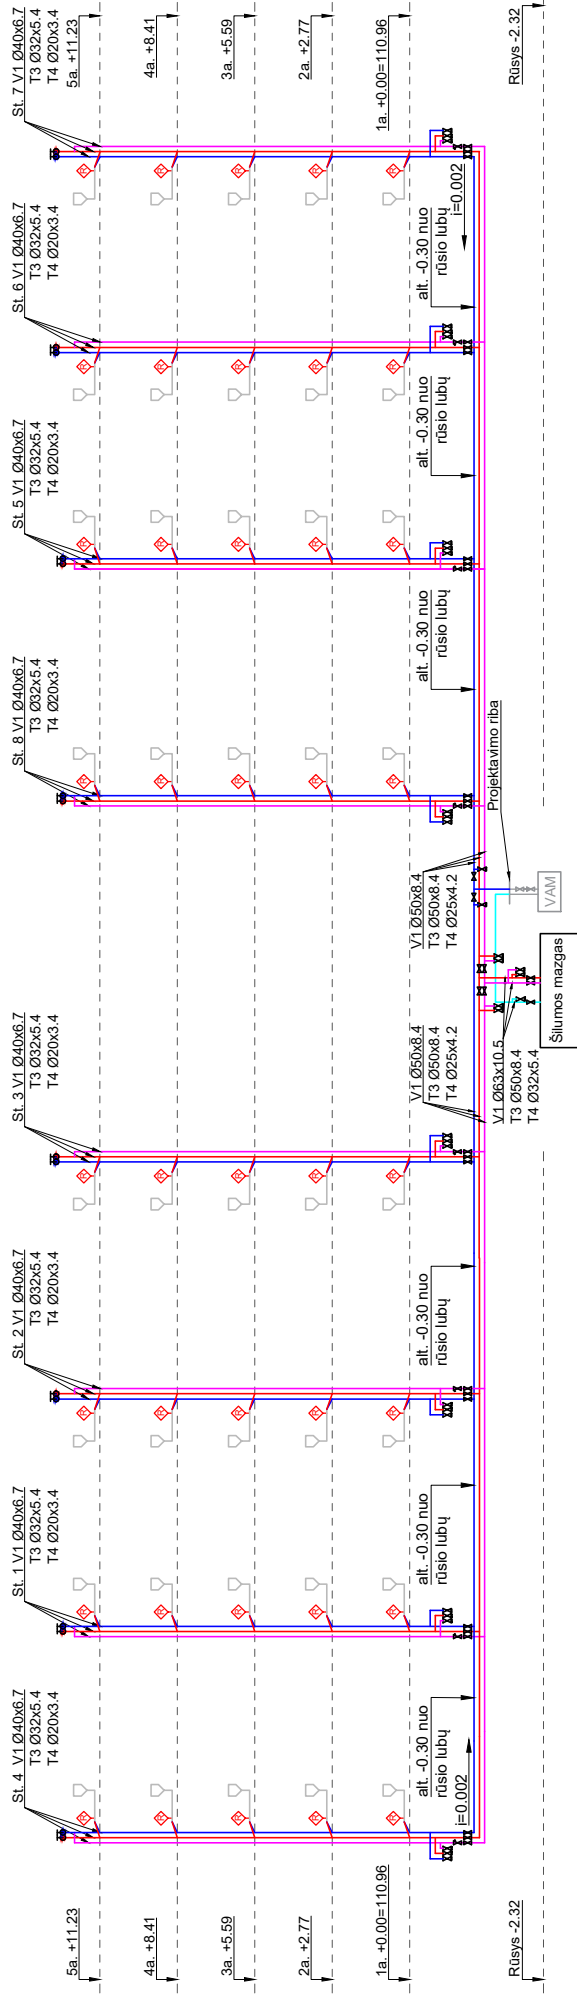 St. 4 V1 Ø40x6.7
T3 Ø32x5.4
T4 Ø20x3.4
St. 1 V1 Ø40x6.7
T3 Ø32x5.4
T4 Ø20x3.4
St. 2 V1 Ø40x6.7
T3 Ø32x5.4
T4 Ø20x3.4
St. 3 V1 Ø40x6.7
T3 Ø32x5.4
T4 Ø20x3.4
St. 8 V1 Ø40x6.7
T3 Ø32x5.4
T4 Ø20x3.4
St. 5 V1 Ø40x6.7
T3 Ø32x5.4
T4 Ø20x3.4
St. 6 V1 Ø40x6.7
T3 Ø32x5.4
T4 Ø20x3.4
St. 7 V1 Ø40x6.7
T3 Ø32x5.4
T4 Ø20x3.4
5a. +11.23
5a. +11.23
4a. +8.41
4a. +8.41
3a. +5.59
3a. +5.59
2a. +2.77
2a. +2.77
1a. +0.00=110.96
1a. +0.00=110.96
alt. -0.30 nuo
rūsio lubų
i=0.002
alt. -0.30 nuo
rūsio lubų
alt. -0.30 nuo
rūsio lubų
V1 Ø50x8.4
T3 Ø50x8.4
T4 Ø25x4.2
V1 Ø50x8.4
T3 Ø50x8.4
T4 Ø25x4.2
alt. -0.30 nuo
rūsio lubų
alt. -0.30 nuo
rūsio lubų
alt. -0.30 nuo
rūsio lubų
i=0.002
V1 Ø63x10.5
T3 Ø50x8.4
T4 Ø32x5.4
Projektavimo riba
Rūsys -2.32
Rūsys -2.32
Šilumos mazgas
VAM